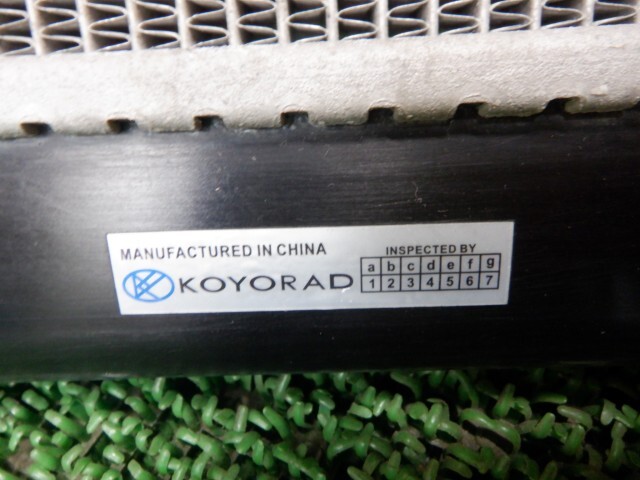 MANUFACTURED IN CHINA
KOYORAD
INSPECTED BY
a b c d e f g
1 2 3 4 5 6 7